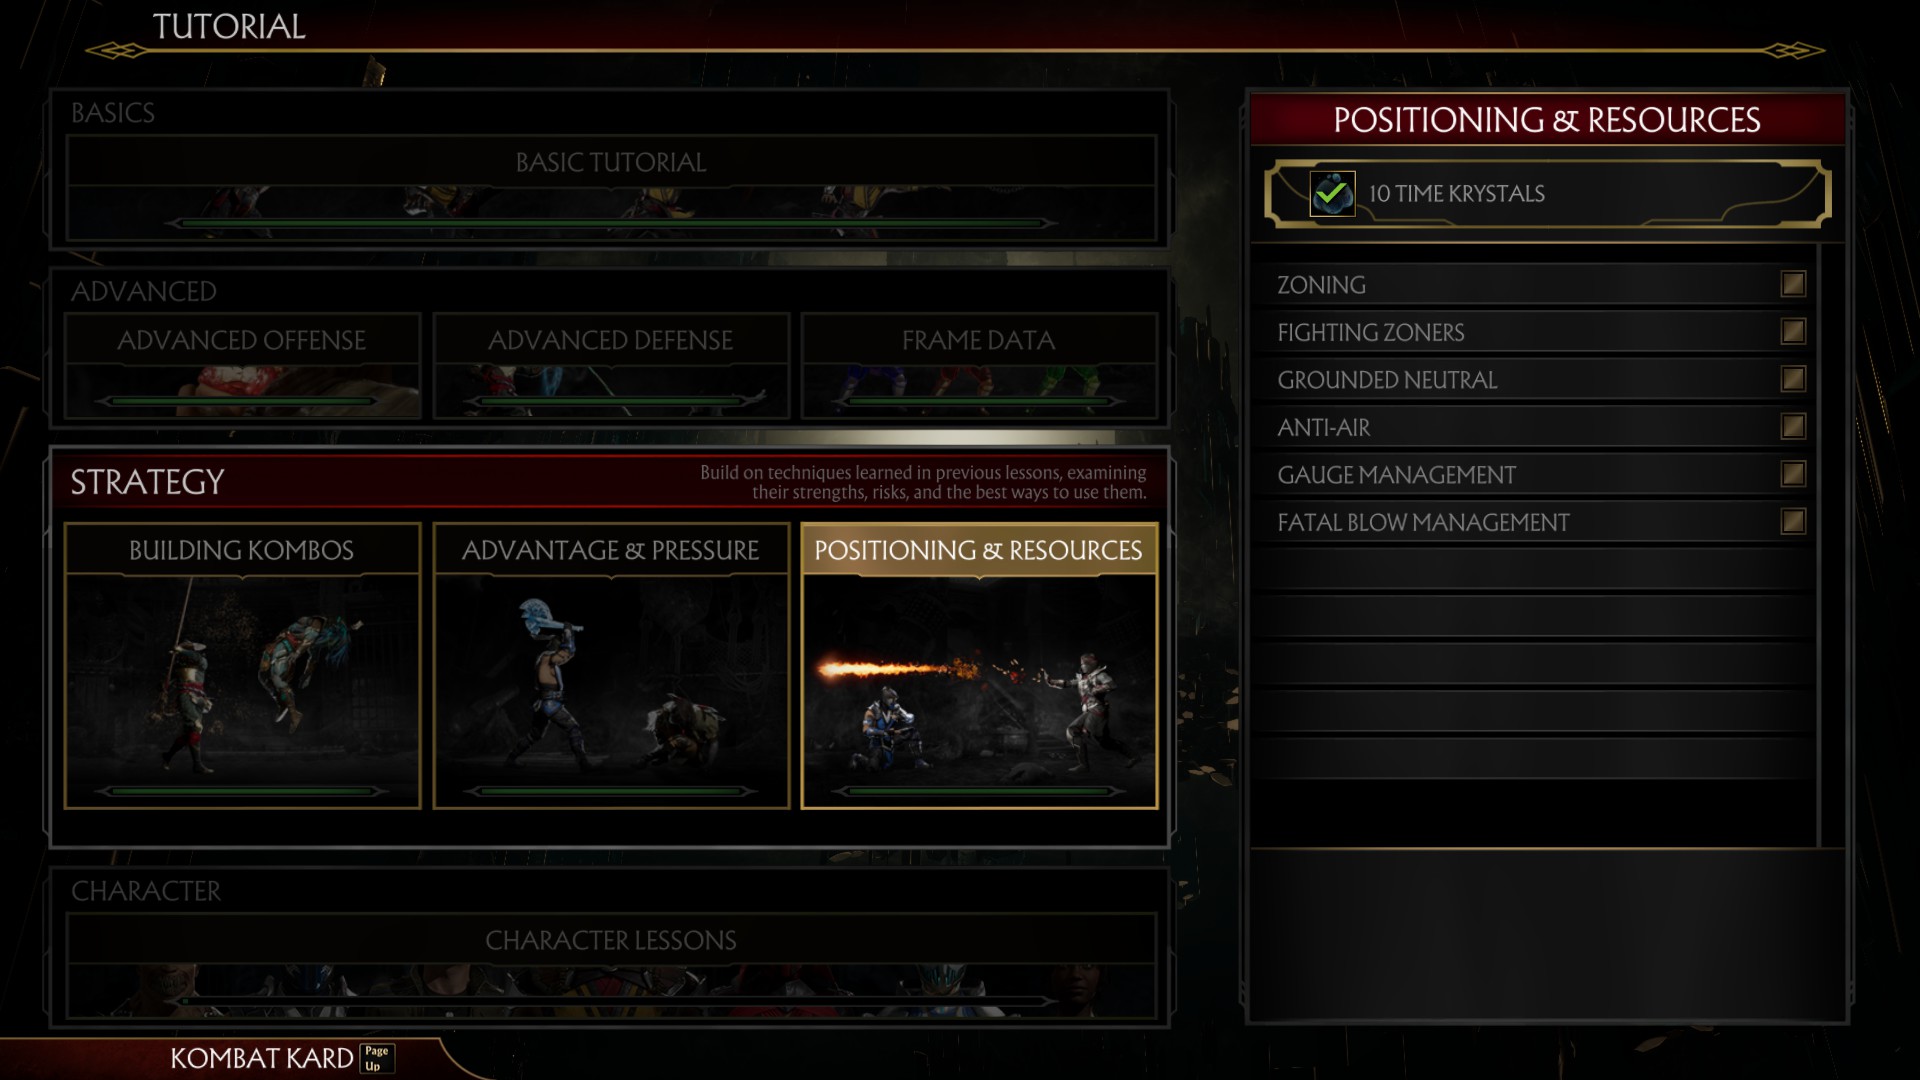 TUTORIAL
BASICS
BASIC TUTORIAL
ADVANCED
ADVANCED OFFENSE
ADVANCED DEFENSE
FRAME DATA
STRATEGY
Build on techniques learned in previous lessons, examining
their strengths, risks, and the best ways to use them.
BUILDING KOMBOS
ADVANTAGE & PRESSURE
POSITIONING & RESOURCES
CHARACTER
CHARACTER LESSONS
POSITIONING & RESOURCES
10 TIME KRYSTALS
ZONING
FIGHTING ZONERS
GROUNDED NEUTRAL
ANTI-AIR
GAUGE MANAGEMENT
FATAL BLOW MANAGEMENT
KOMBAT KARD Page Up